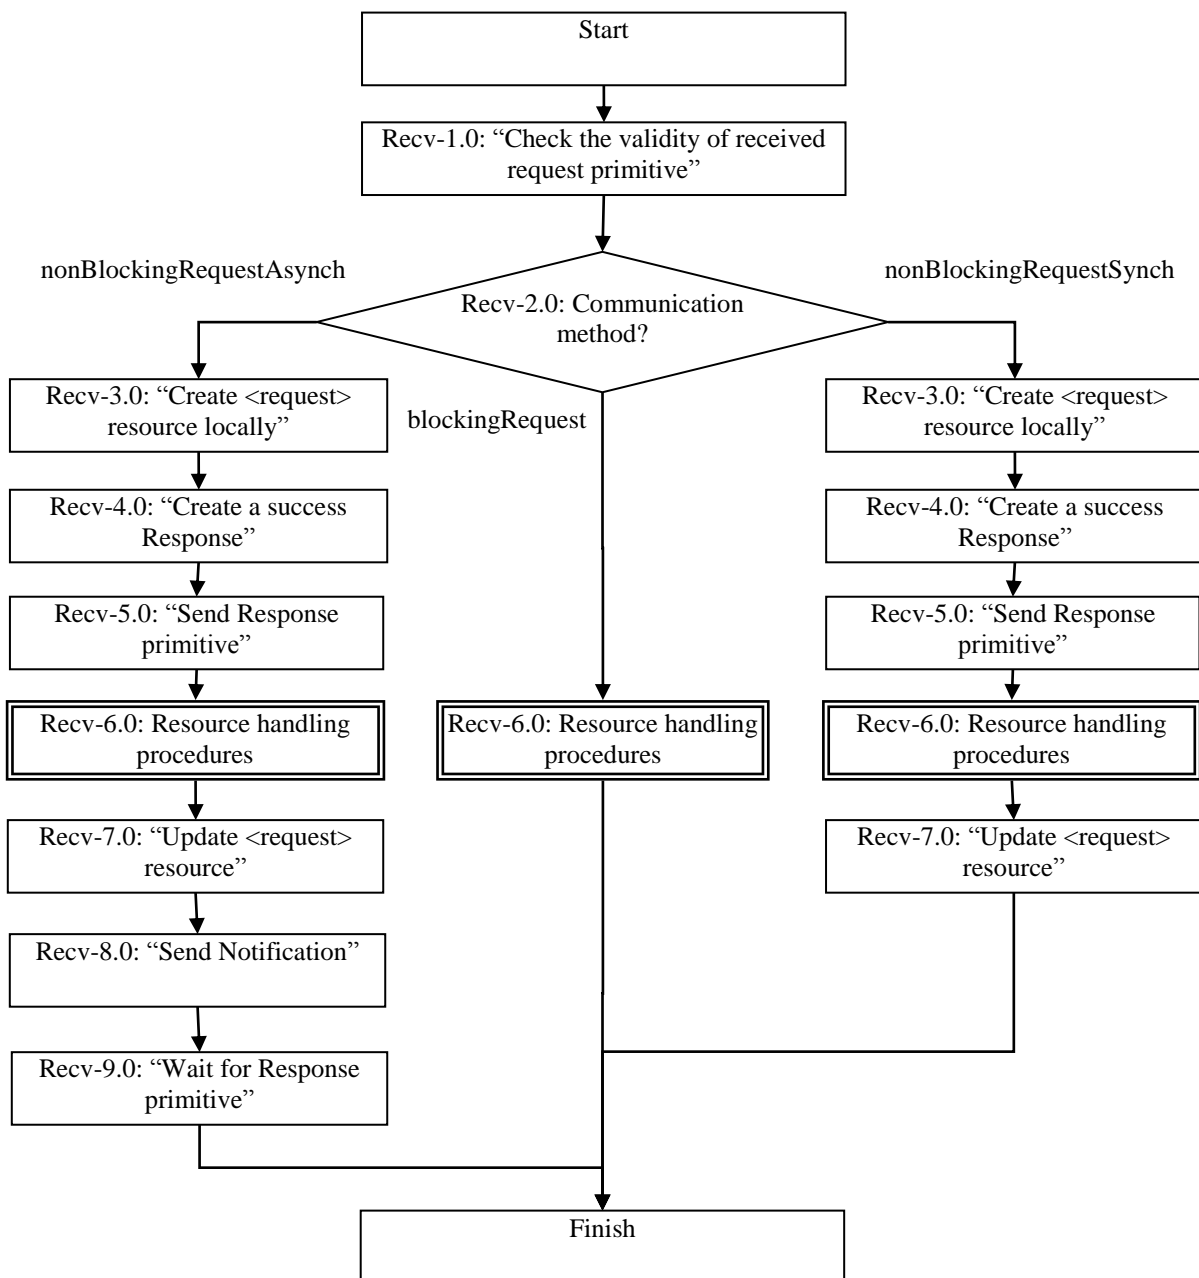 Start
Recv-1.0: “Check the validity of received
request primitive”
nonBlockingRequestAsynch
nonBlockingRequestSynch
Recv-2.0: Communication
method?
blockingRequest
Recv-3.0: “Create <request>
resource locally”
Recv-4.0: “Create a success
Response”
Recv-5.0: “Send Response
primitive”
Recv-6.0: Resource handling
procedures
Recv-7.0: “Update <request>
resource”
Recv-8.0: “Send Notification”
Recv-9.0: “Wait for Response
primitive”
Recv-6.0: Resource handling
procedures
Recv-3.0: “Create <request>
resource locally”
Recv-4.0: “Create a success
Response”
Recv-5.0: “Send Response
primitive”
Recv-6.0: Resource handling
procedures
Recv-7.0: “Update <request>
resource”
Finish